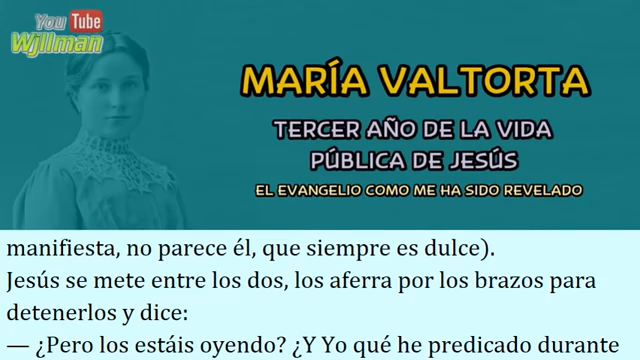 You Tube
Wjllman
MARÍA VALTORTA
TERCER AÑO DE LA VIDA
PÚBLICA DE JESÚS
EL EVANGELIO COMO ME HA SIDO REVELADO
manifiesta, no parece él, que siempre es dulce).
Jesús se mete entre los dos, los aferra por los brazos para
detenerlos y dice:
— ¿Pero los estáis oyendo? ¿Y Yo qué he predicado durante